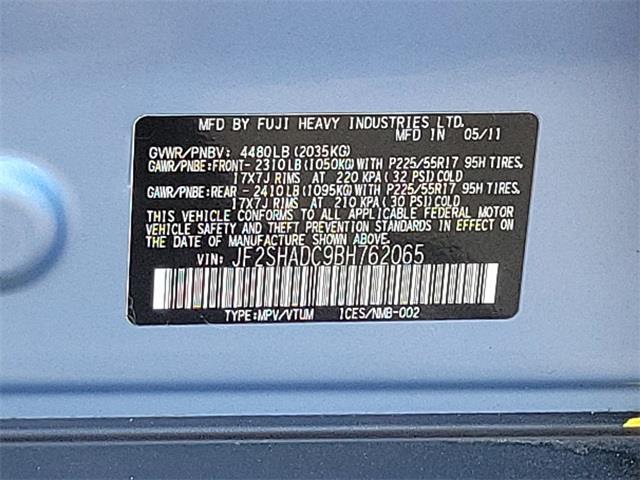 MFD BY FUJI HEAVY INDUSTRIES LTD.
MFD IN 05/11
GVWR/PNBV: 4480LB(2035KG)
GAWR/PNBE:FRONT-2310LB(1050KG)WITH P225/55R17 95H TIRES,
17X7J RIMS AT 220 KPA(32 PSI)COLD
GAWR/PNBE:REAR -2410LB(1095KG)WITH P225/55R17 95H TIRES,
17X7J RIMS AT 210 KPA(30 PSI)COLD
THIS VEHICLE CONFORMS TO ALL APPLICABLE FEDERAL MOTOR
VEHICLE SAFETY AND THEFT PREVENTION STANDARDS IN EFFECT ON
THE DATE OF MANUFACTURE SHOWN ABOVE.
VIN: JF2SHADC9BH762065
TYPE:MPV/VTUM ICES/NMB-002